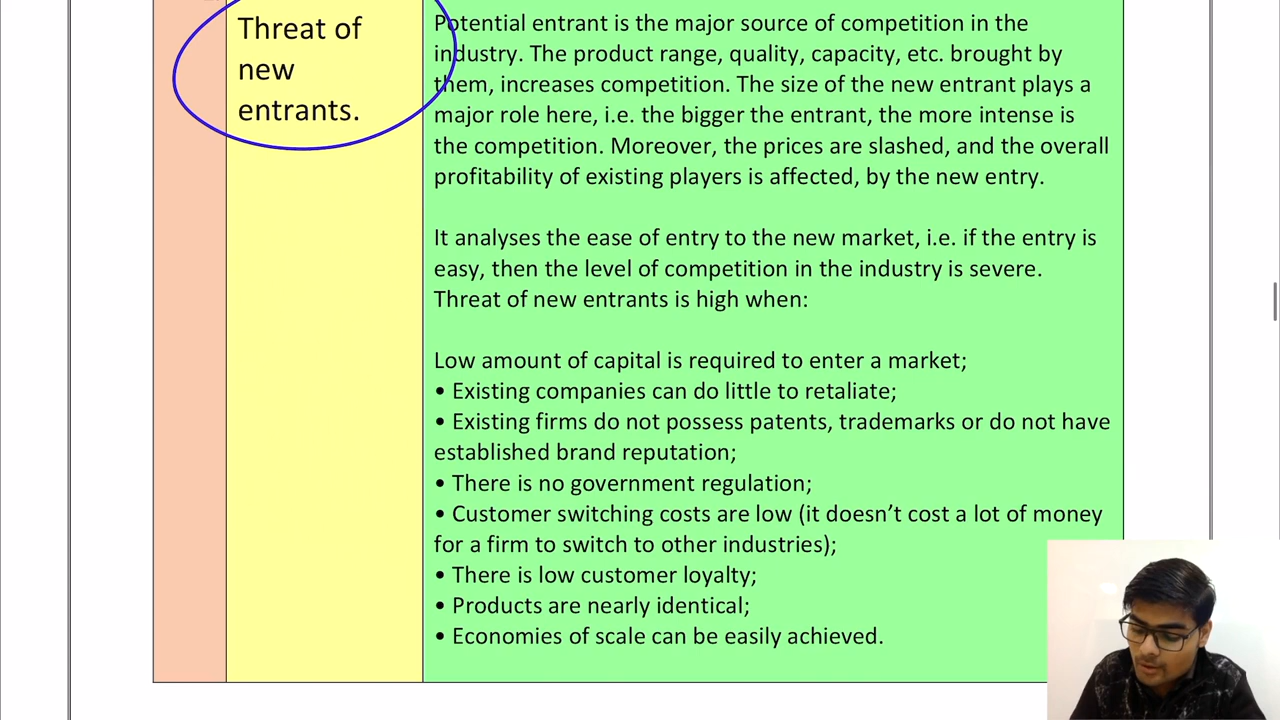 Threat of
new
entrants.
Potential entrant is the major source of competition in the
industry. The product range, quality, capacity, etc. brought by
them, increases competition. The size of the new entrant plays a
major role here, i.e. the bigger the entrant, the more intense is
the competition. Moreover, the prices are slashed, and the overall
profitability of existing players is affected, by the new entry.
It analyses the ease of entry to the new market, i.e. if the entry is
easy, then the level of competition in the industry is severe.
Threat of new entrants is high when:
Low amount of capital is required to enter a market;
• Existing companies can do little to retaliate;
• Existing firms do not possess patents, trademarks or do not have
established brand reputation;
• There is no government regulation;
• Customer switching costs are low (it doesn’t cost a lot of money
for a firm to switch to other industries);
• There is low customer loyalty;
• Products are nearly identical;
• Economies of scale can be easily achieved.